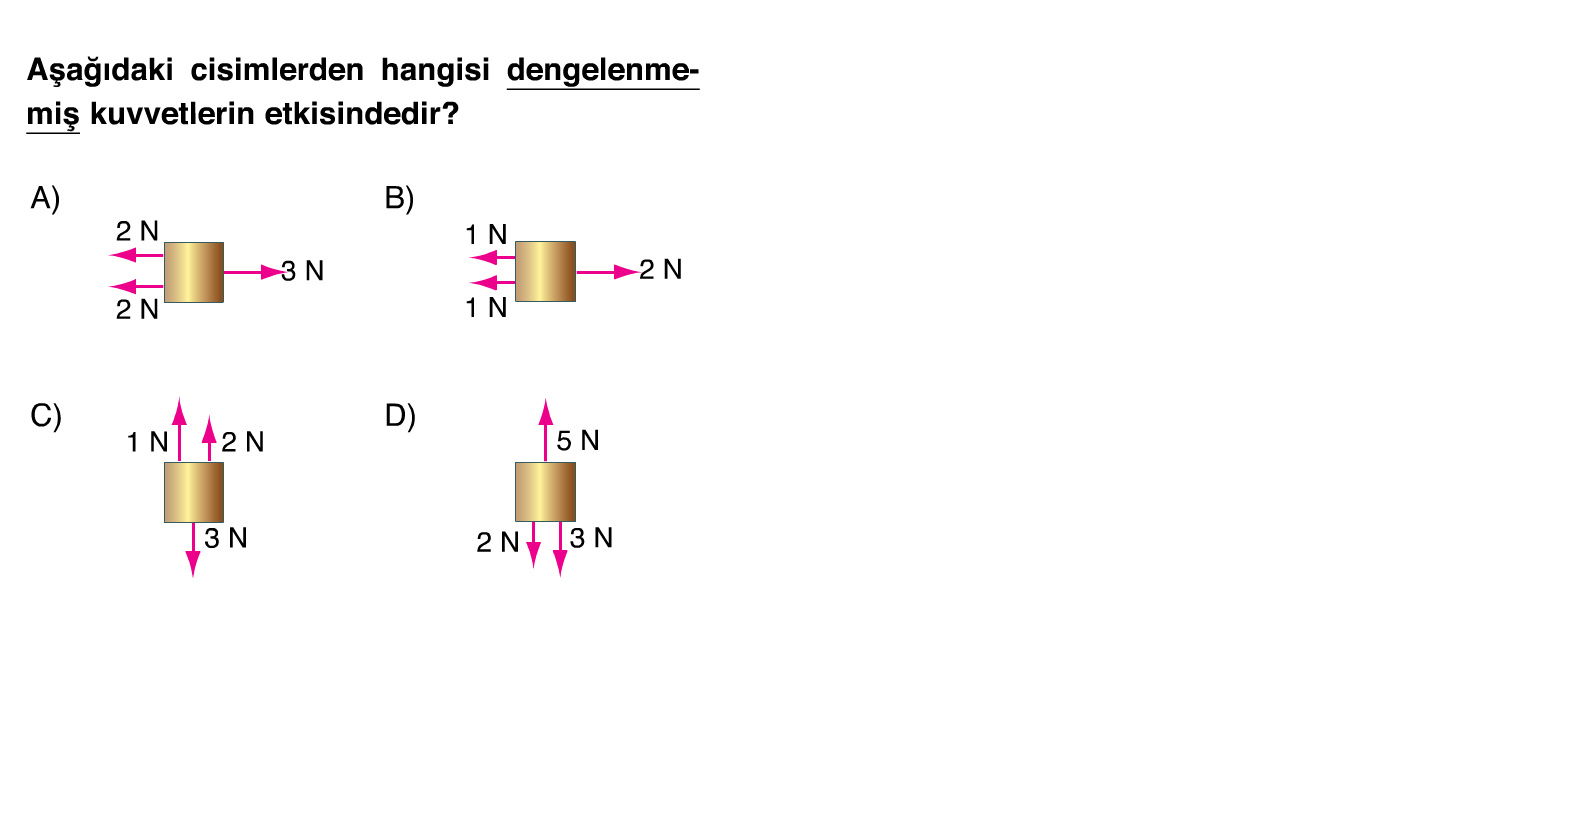 Aşağıdaki cisimlerden hangisi dengelenme-
miş kuvvetlerin etkisindedir?
A)
2 N
2 N
3 N
B)
1 N
1 N
2 N
C)
1 N
2 N
3 N
D)
5 N
2 N
3 N